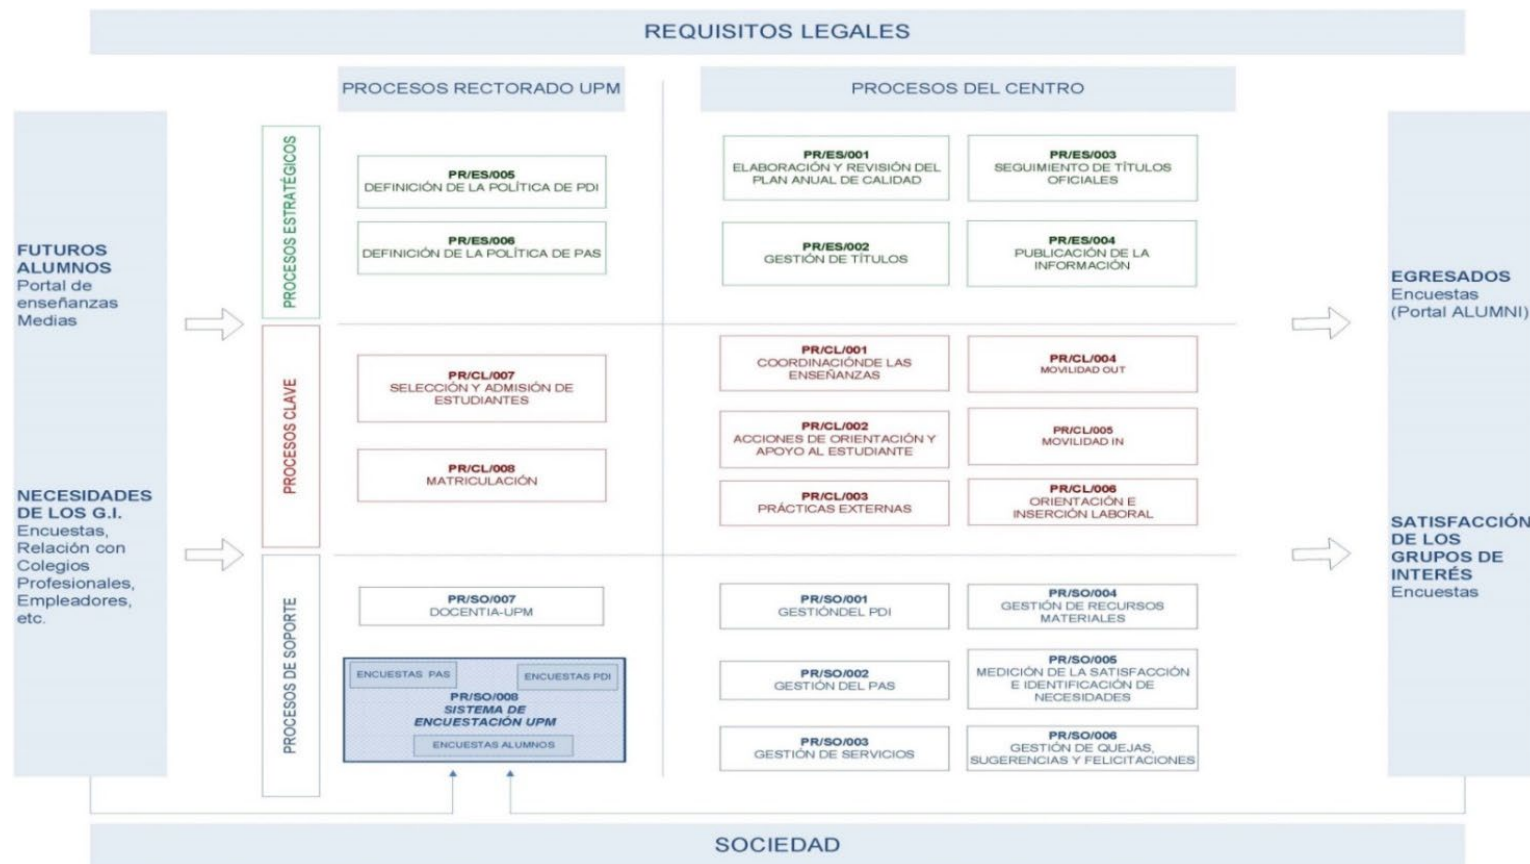 REQUISITOS LEGALES
PROCESOS RECTORADO UPM
PROCESOS DEL CENTRO
FUTUROS
ALUMNOS
Portal de
enseñanzas
Medias
NECESIDADES
DE LOS G.I.
Encuestas,
Relación con
Colegios
Profesionales,
Empleadores,
etc.
PROCESOS ESTRATÉGICOS
PR/ES/005
DEFINICIÓN DE LA POLÍTICA DE PDI
PR/ES/006
DEFINICIÓN DE LA POLÍTICA DE PAS
PR/ES/001
ELABORACIÓN Y REVISIÓN DEL
PLAN ANUAL DE CALIDAD
PR/ES/003
SEGUIMIENTO DE TÍTULOS
OFICIALES
PR/ES/002
GESTIÓN DE TÍTULOS
PR/ES/004
PUBLICACIÓN DE LA
INFORMACIÓN
PROCESOS CLAVE
PR/CL/007
SELECCIÓN Y ADMISIÓN DE
ESTUDIANTES
PR/CL/008
MATRICULACIÓN
PR/CL/001
COORDINACIÓNDE LAS
ENSEÑANZAS
PR/CL/004
MOVILIDAD OUT
PR/CL/002
ACCIONES DE ORIENTACIÓN Y
APOYO AL ESTUDIANTE
PR/CL/005
MOVILIDAD IN
PR/CL/003
PRÁCTICAS EXTERNAS
PR/CL/006
ORIENTACIÓN E
INSERCIÓN LABORAL
PROCESOS DE SOPORTE
PR/SO/007
DOCENTIA-UPM
ENCUESTAS PAS
ENCUESTAS PDI
PR/SO/008
SISTEMA DE
ENCUESTACIÓN UPM
ENCUESTAS ALUMNOS
PR/SO/001
GESTIÓNDEL PDI
PR/SO/004
GESTIÓN DE RECURSOS
MATERIALES
PR/SO/002
GESTIÓN DEL PAS
PR/SO/005
MEDICIÓN DE LA SATISFACCIÓN
E IDENTIFICACIÓN DE
NECESIDADES
PR/SO/003
GESTIÓN DE SERVICIOS
PR/SO/006
GESTIÓN DE QUEJAS,
SUGERENCIAS Y FELICITACIONES
EGRESADOS
Encuestas
(Portal ALUMNI)
SATISFACCIÓN
DE LOS
GRUPOS DE
INTERÉS
Encuestas
SOCIEDAD